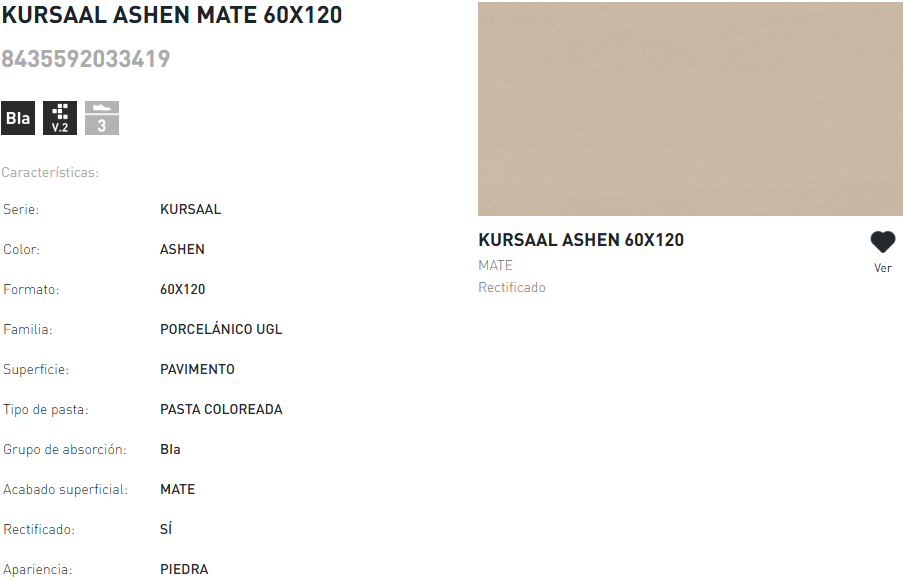 KURSAAL ASHEN MATE 60X120
8435592033419
BIa
V.2
3
Características:
Serie: KURSAAL
Color: ASHEN
Formato: 60X120
Familia: PORCELÁNICO UGL
Superficie: PAVIMENTO
Tipo de pasta: PASTA COLOREADA
Grupo de absorción: BIa
Acabado superficial: MATE
Rectificado: SÍ
Apariencia: PIEDRA
KURSAAL ASHEN 60X120
MATE
Rectificado
Ver